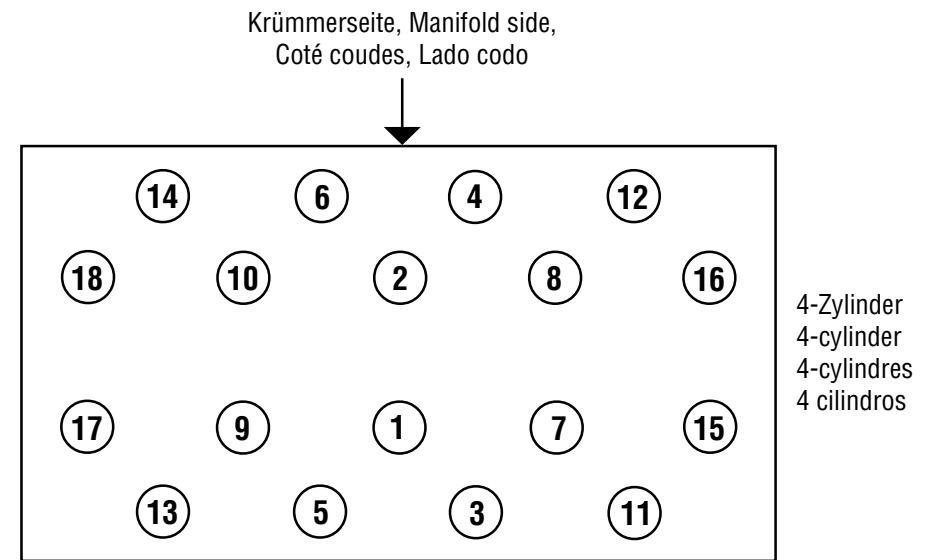 Krümmerseite, Manifold side,
Coté coudes, Lado codo
14 6 4 12
18 10 2 8 16
4-Zylinder
4-cylinder
4-cylindres
4 cilindros
17 9 1 7 15
13 5 3 11